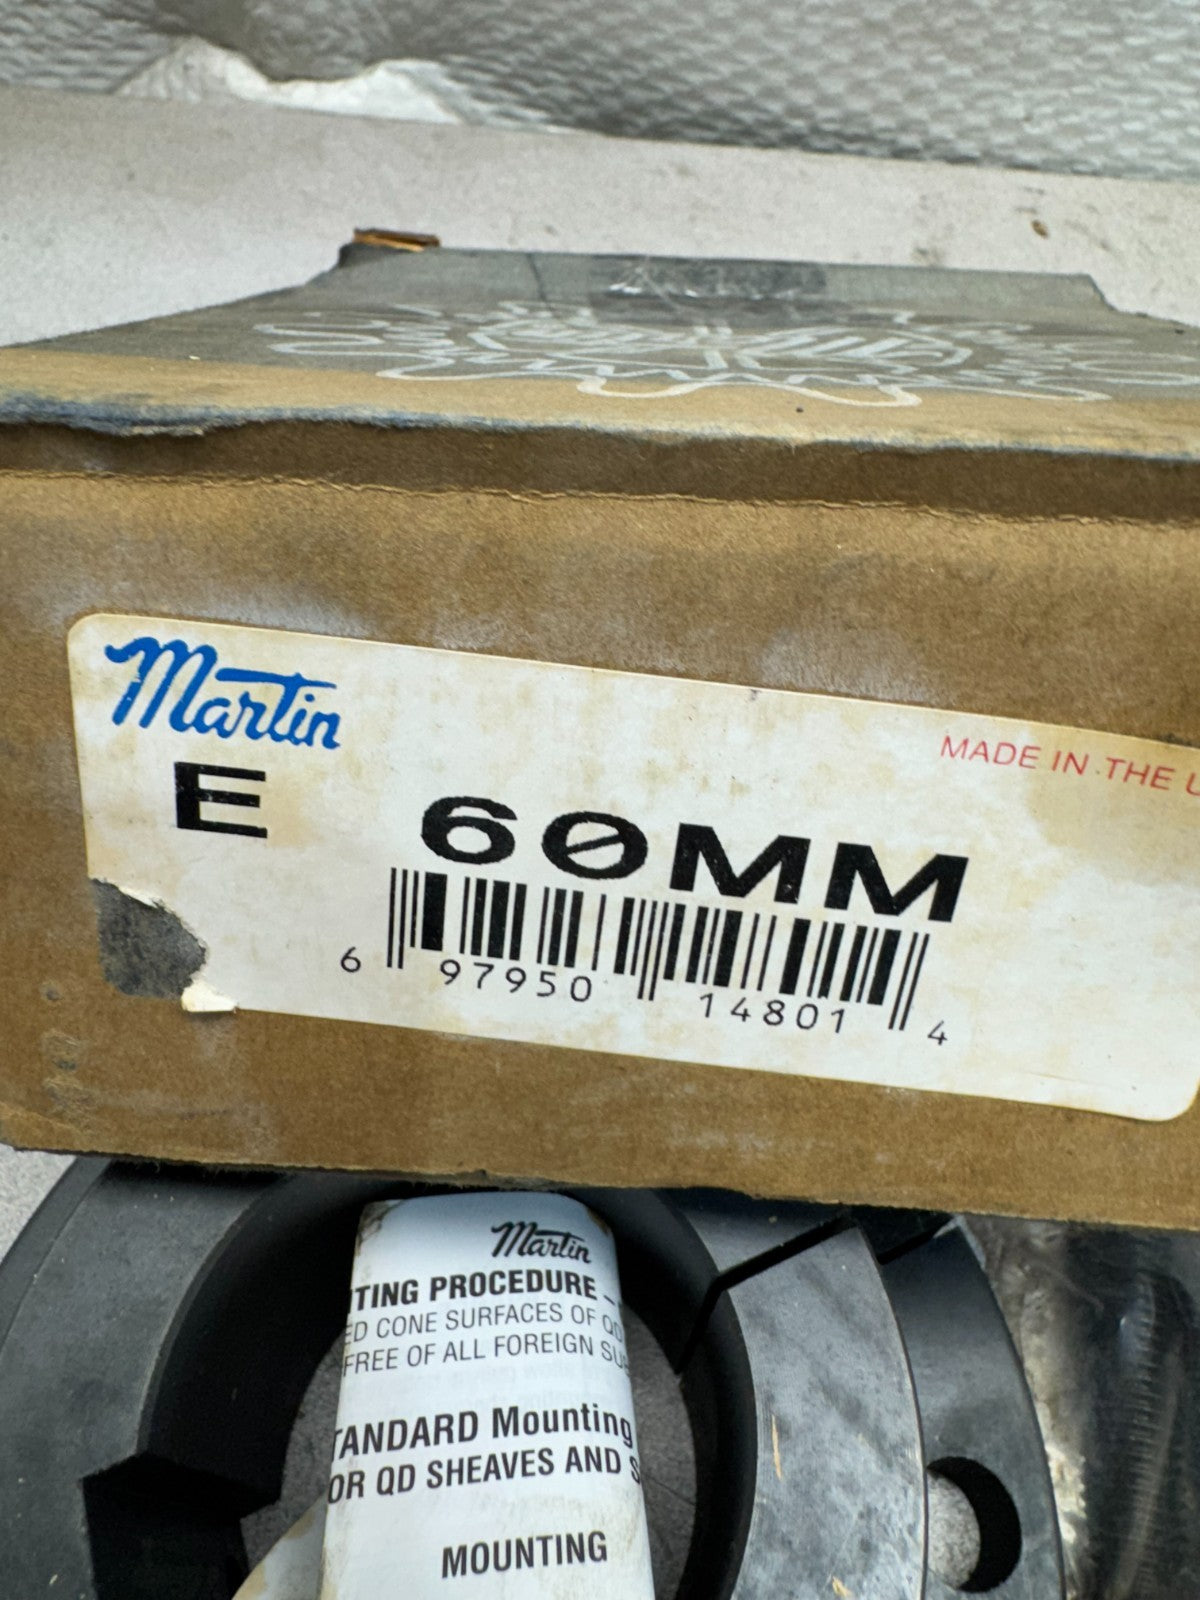 Martin
MADE IN THE U
E 60MM
6 97950 14801 4
Martin
TING PROCEDURE –
ED CONE SURFACES OF QD
FREE OF ALL FOREIGN SU
TANDARD Mounting
OR QD SHEAVES AND S
MOUNTING